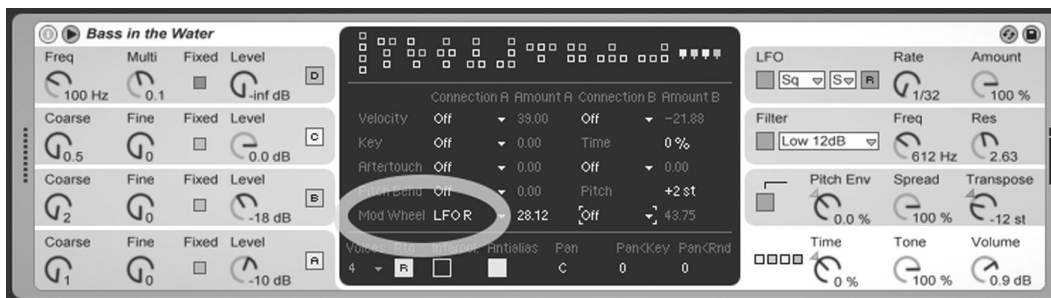 Bass in the Water
Freq Multi Fixed Level
100 Hz 0.1 -inf dB D
Coarse Fine Fixed Level
0.5 0 0.0 dB C
Coarse Fine Fixed Level
2 0 -18 dB B
Coarse Fine Fixed Level
1 0 -10 dB A
Connection A Amount A Connection B Amount B
Velocity Off 39.00 Off -21.88
Key Off 0.00 Time 0 %
Aftertouch Off 0.00 Off 0.00
Pitch Bend Off 0.00 Pitch +2 st
Mod Wheel LFO R 28.12 Off 43.75
Voices Rtg Interpol. Antialias Pan Pan<Key Pan<Rnd
4 R C 0 0
LFO Rate Amount
Sq S R 1/32 100 %
Filter Freq Res
Low 12dB 612 Hz 2.63
Pitch Env Spread Transpose
0.0 % 100 % -12 st
Time Tone Volume
0 % 100 % 0.9 dB